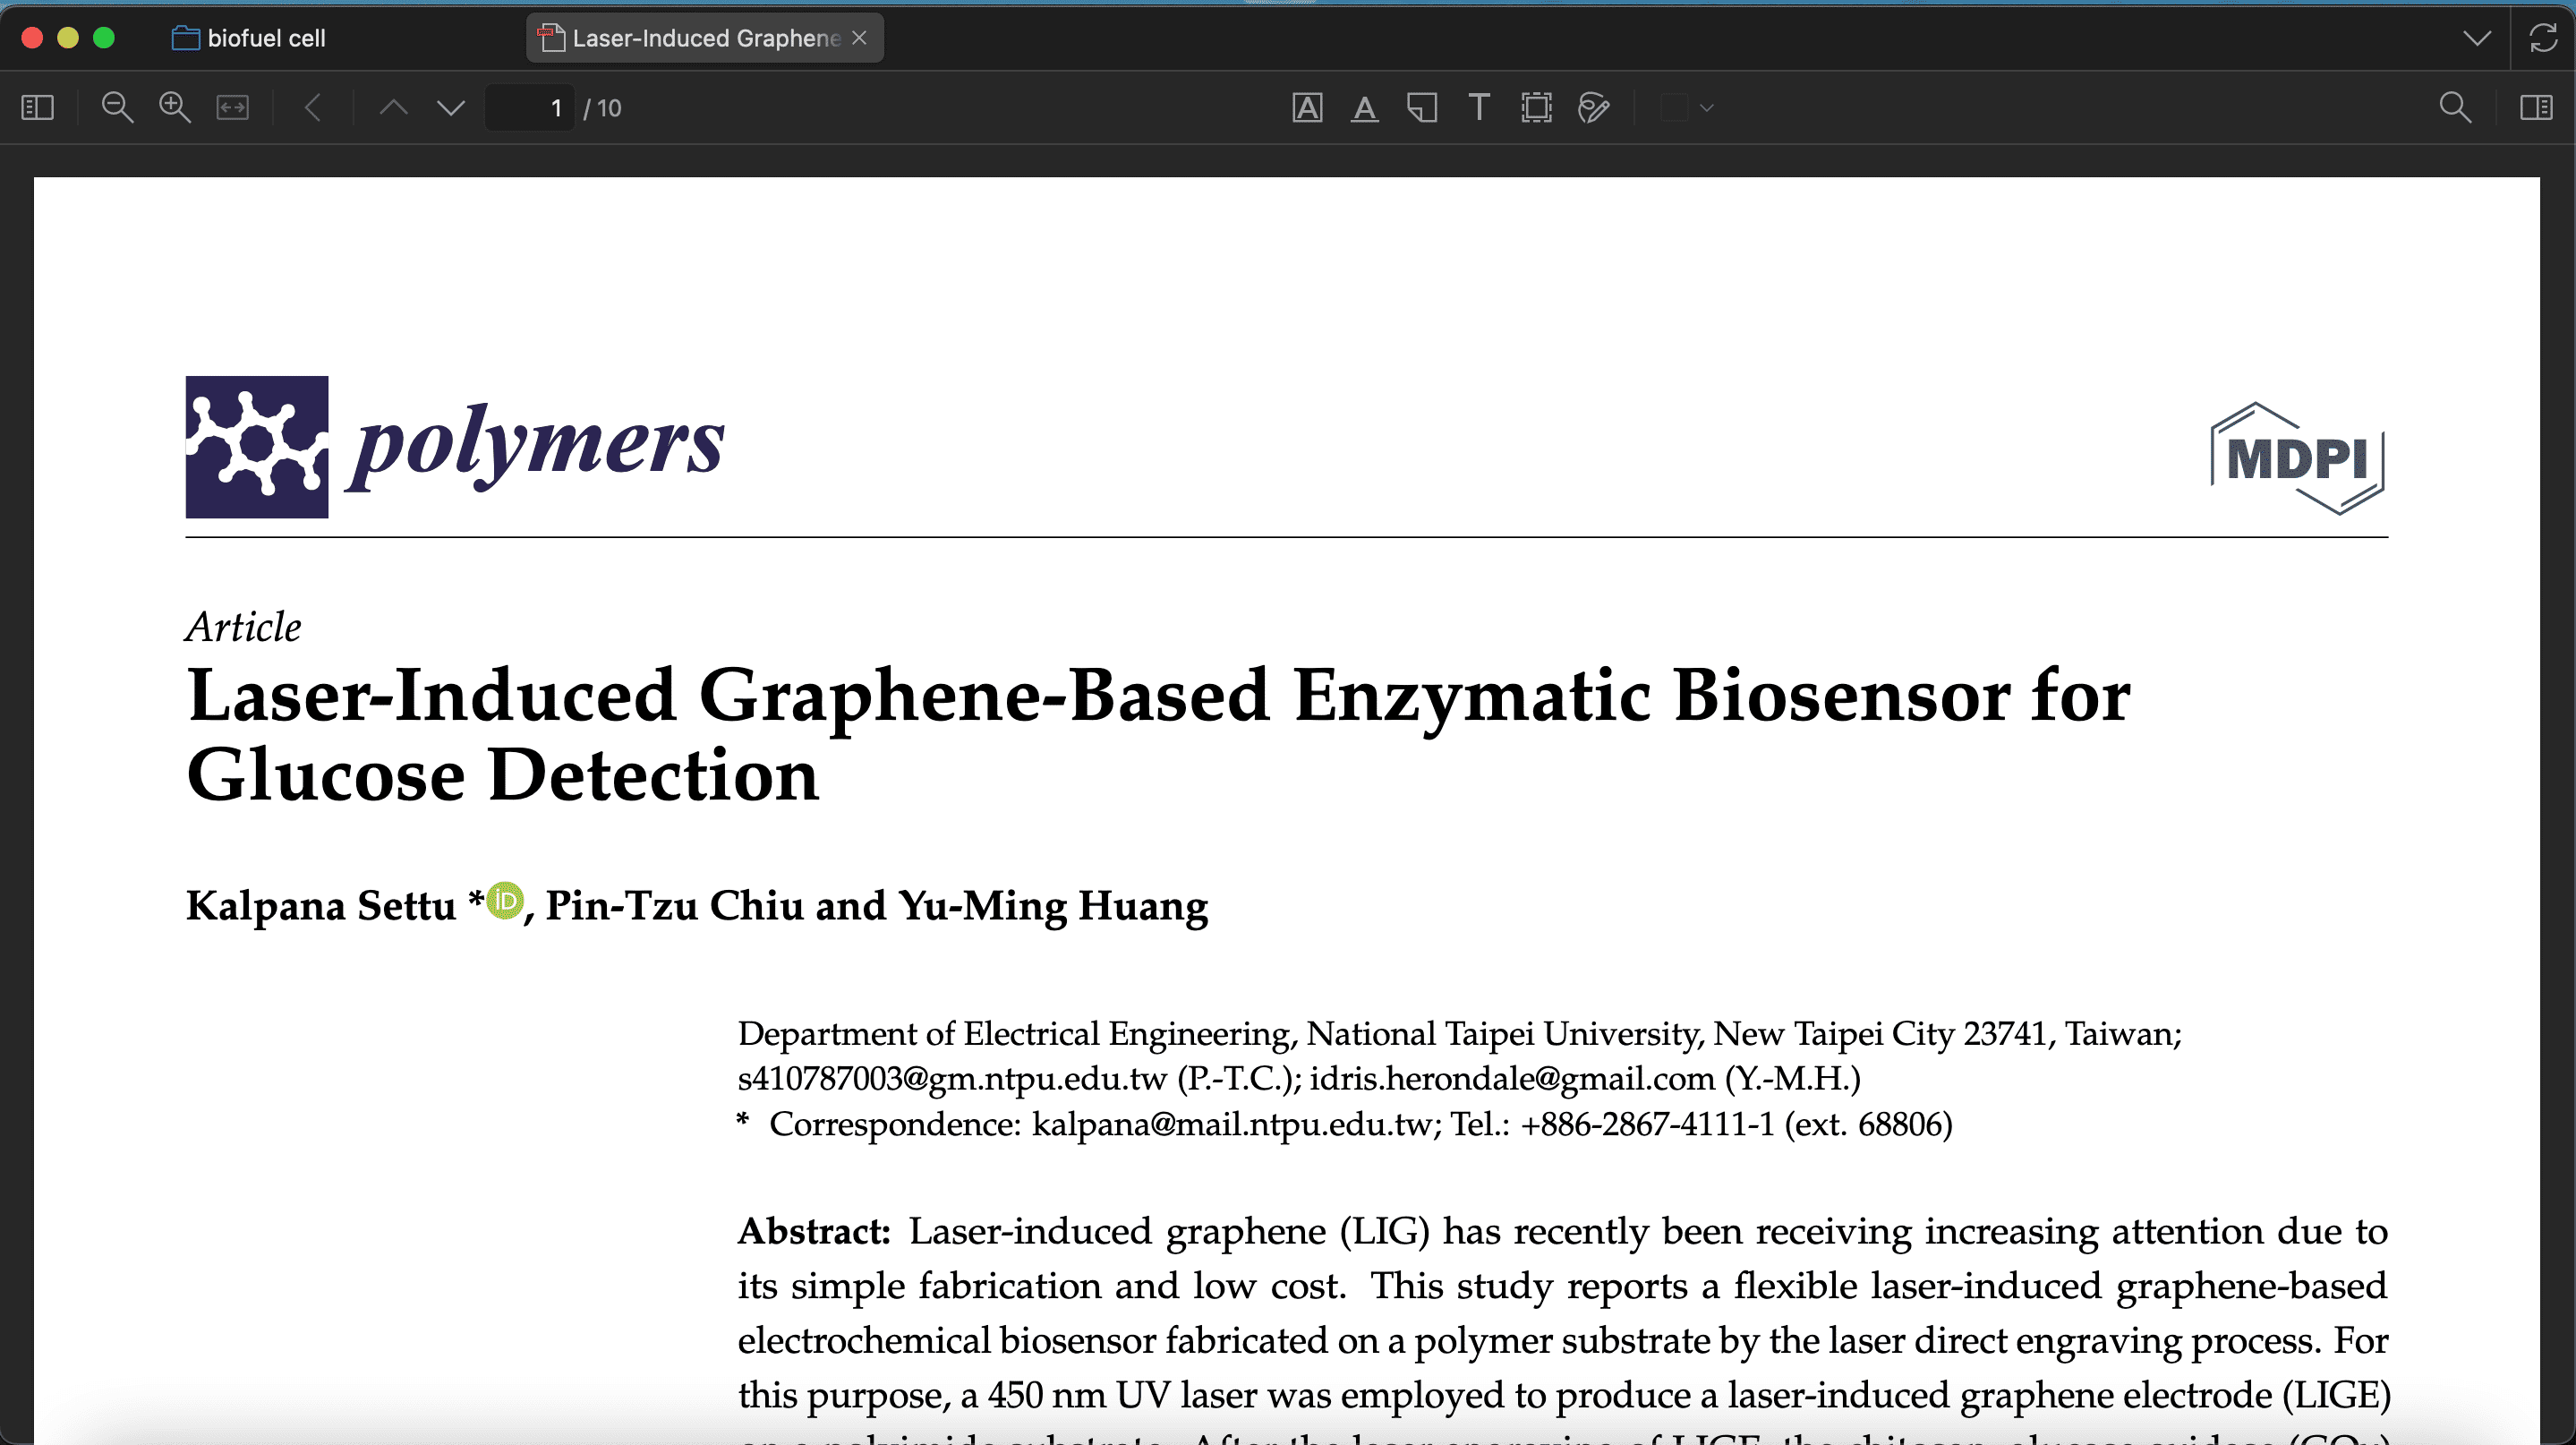 biofuel cell
Laser-Induced Graphene
1 / 10
polymers
MDPI
Article
Laser-Induced Graphene-Based Enzymatic Biosensor for
Glucose Detection
Kalpana Settu * iD, Pin-Tzu Chiu and Yu-Ming Huang
Department of Electrical Engineering, National Taipei University, New Taipei City 23741, Taiwan;
s410787003@gm.ntpu.edu.tw (P.-T.C.); idris.herondale@gmail.com (Y.-M.H.)
* Correspondence: kalpana@mail.ntpu.edu.tw; Tel.: +886-2867-4111-1 (ext. 68806)
Abstract: Laser-induced graphene (LIG) has recently been receiving increasing attention due to
its simple fabrication and low cost. This study reports a flexible laser-induced graphene-based
electrochemical biosensor fabricated on a polymer substrate by the laser direct engraving process. For
this purpose, a 450 nm UV laser was employed to produce a laser-induced graphene electrode (LIGE)